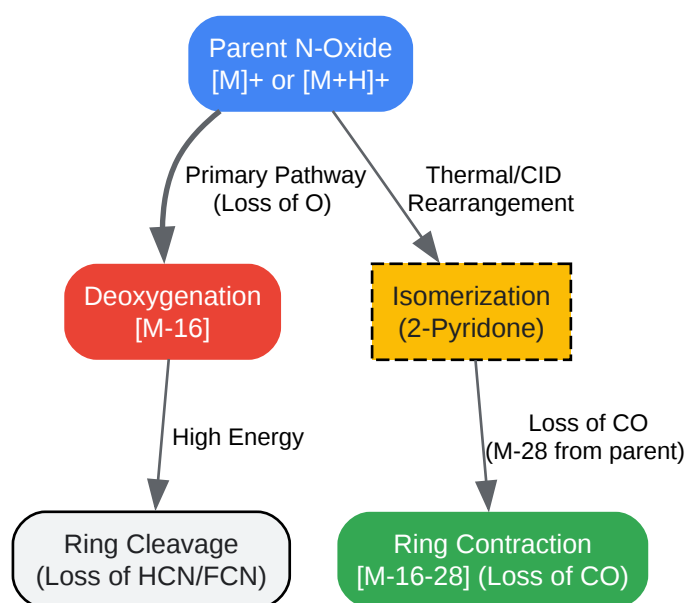 Parent N-Oxide
[M]+ or [M+H]+
Primary Pathway
(Loss of O)
Thermal/CID
Rearrangement
Deoxygenation
[M-16]
Isomerization
(2-Pyridone)
High Energy
Loss of CO
(M-28 from parent)
Ring Cleavage
(Loss of HCN/FCN)
Ring Contraction
[M-16-28] (Loss of CO)